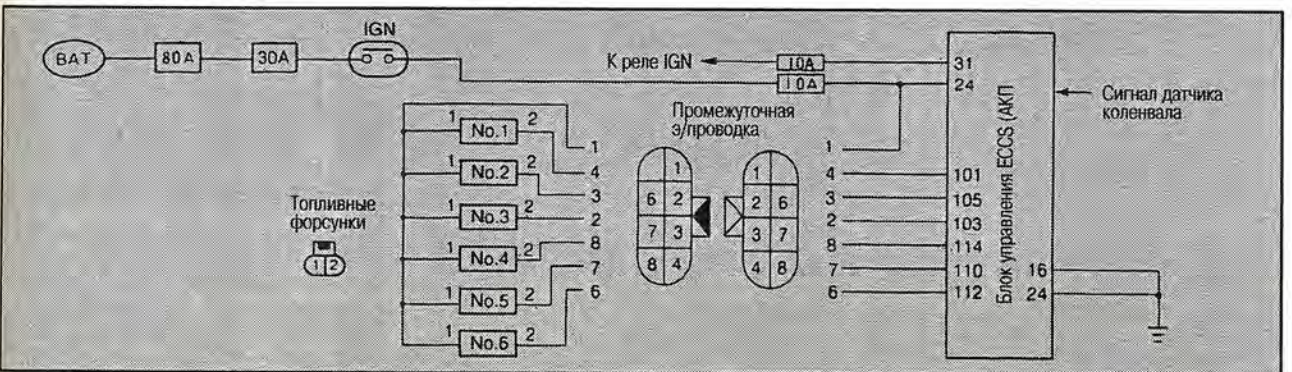 IGN
BAT
80A
30A
К реле IGN
10A
10A
31
24
Сигнал датчика
коленвала
Блок управления ECCS (АКП
Промежуточная
э/проводка
Топливные
форсунки
1 2
1 No.1 2
1 No.2 2
1 No.3 2
1 No.4 2
1 No.5 2
1 No.6 2
1
4
3
2
8
7
6
1
6 2
7 3
8 4
1
2 6
3 7
4 8
1
4
3
2
8
7
6
101
105
103
114
110
112
16
24